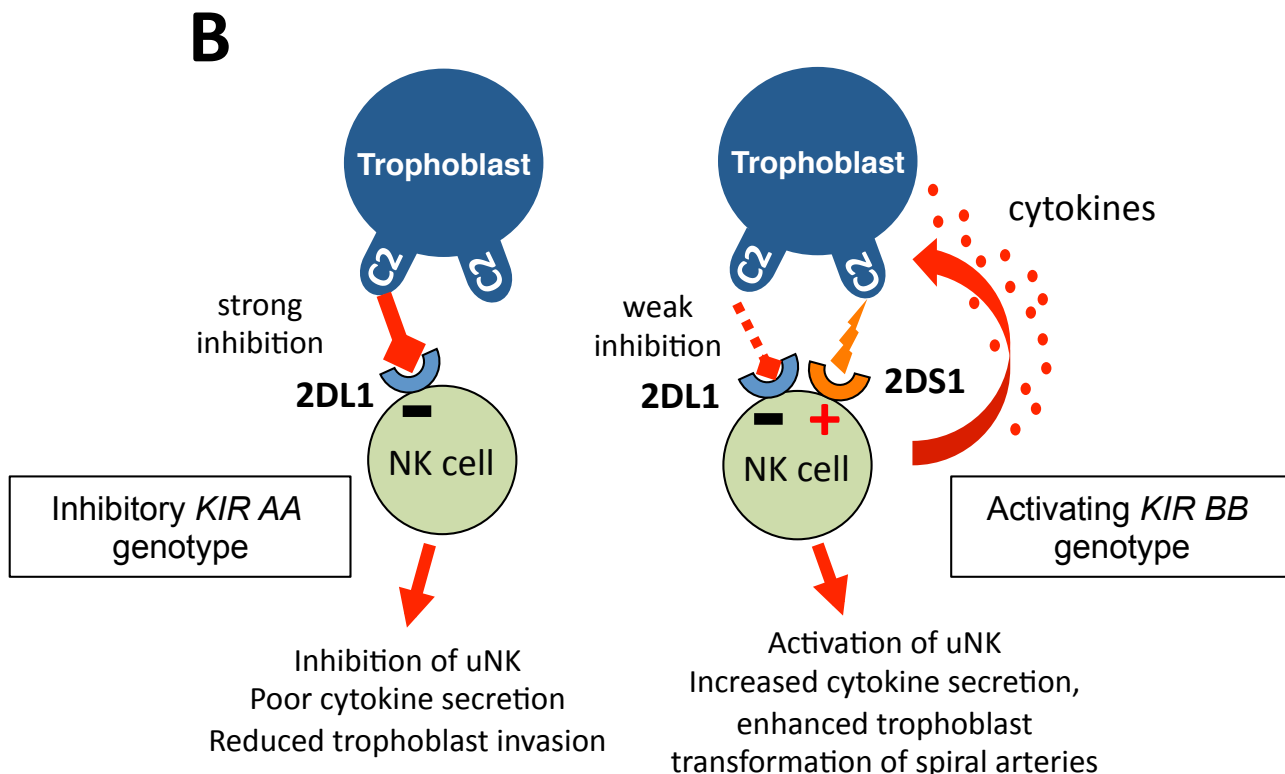 B
Trophoblast
C2
C2
strong
inhibition
2DL1
NK cell
Inhibitory KIR AA
genotype
Inhibition of uNK
Poor cytokine secretion
Reduced trophoblast invasion
Trophoblast
cytokines
C2
C2
weak
inhibition
2DL1
2DS1
+
NK cell
Activating KIR BB
genotype
Activation of uNK
Increased cytokine secretion,
enhanced trophoblast
transformation of spiral arteries